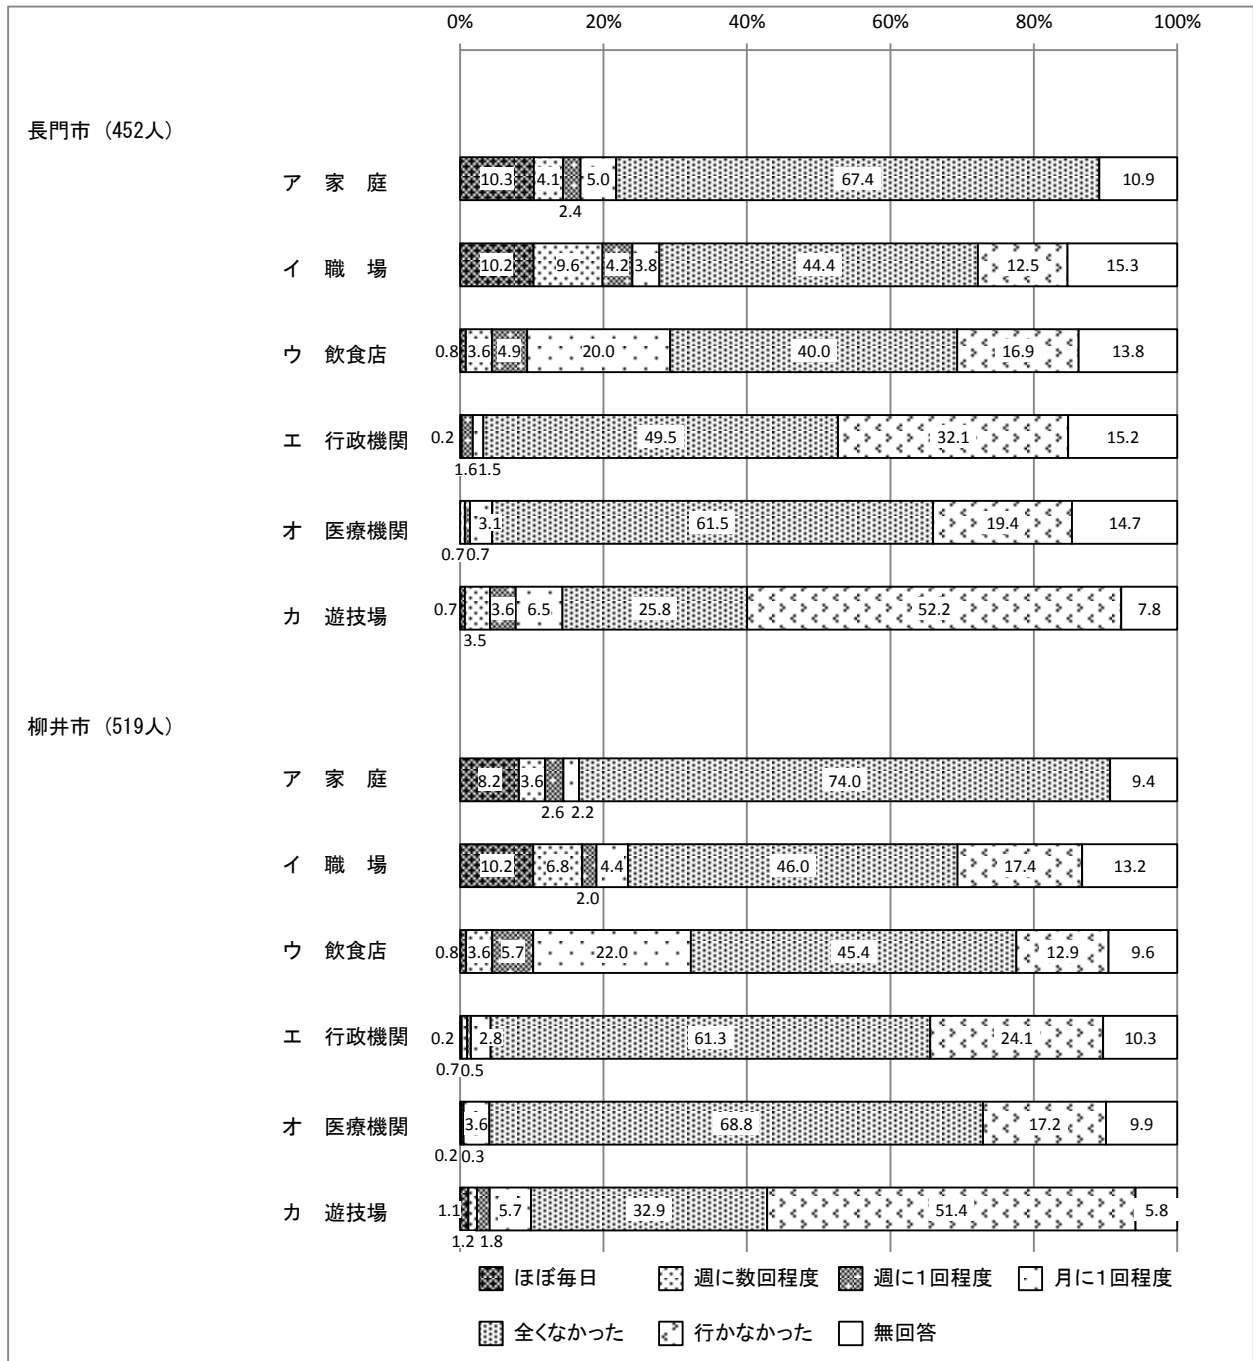 0% 20% 40% 60% 80% 100%
長門市 (452人)
ア 家 庭 10.3 4.1 5.0 67.4 10.9
2.4
イ 職 場 10.2 9.6 4.2 3.8 44.4 12.5 15.3
ウ 飲食店 0.8 3.6 4.9 20.0 40.0 16.9 13.8
エ 行政機関 0.2 49.5 32.1 15.2
1.6 1.5
オ 医療機関 3.1 61.5 19.4 14.7
0.7 0.7
カ 遊技場 0.7 3.6 6.5 25.8 52.2 7.8
3.5
柳井市 (519人)
ア 家 庭 8.2 3.6 74.0 9.4
2.6 2.2
イ 職 場 10.2 6.8 4.4 46.0 17.4 13.2
2.0
ウ 飲食店 0.8 3.6 5.7 22.0 45.4 12.9 9.6
エ 行政機関 0.2 2.8 61.3 24.1 10.3
0.7 0.5
オ 医療機関 3.6 68.8 17.2 9.9
0.2 0.3
カ 遊技場 1.1 5.7 32.9 51.4 5.8
1.2 1.8
ほぼ毎日 週に数回程度 週に1回程度 月に1回程度
全くなかった 行かなかった 無回答